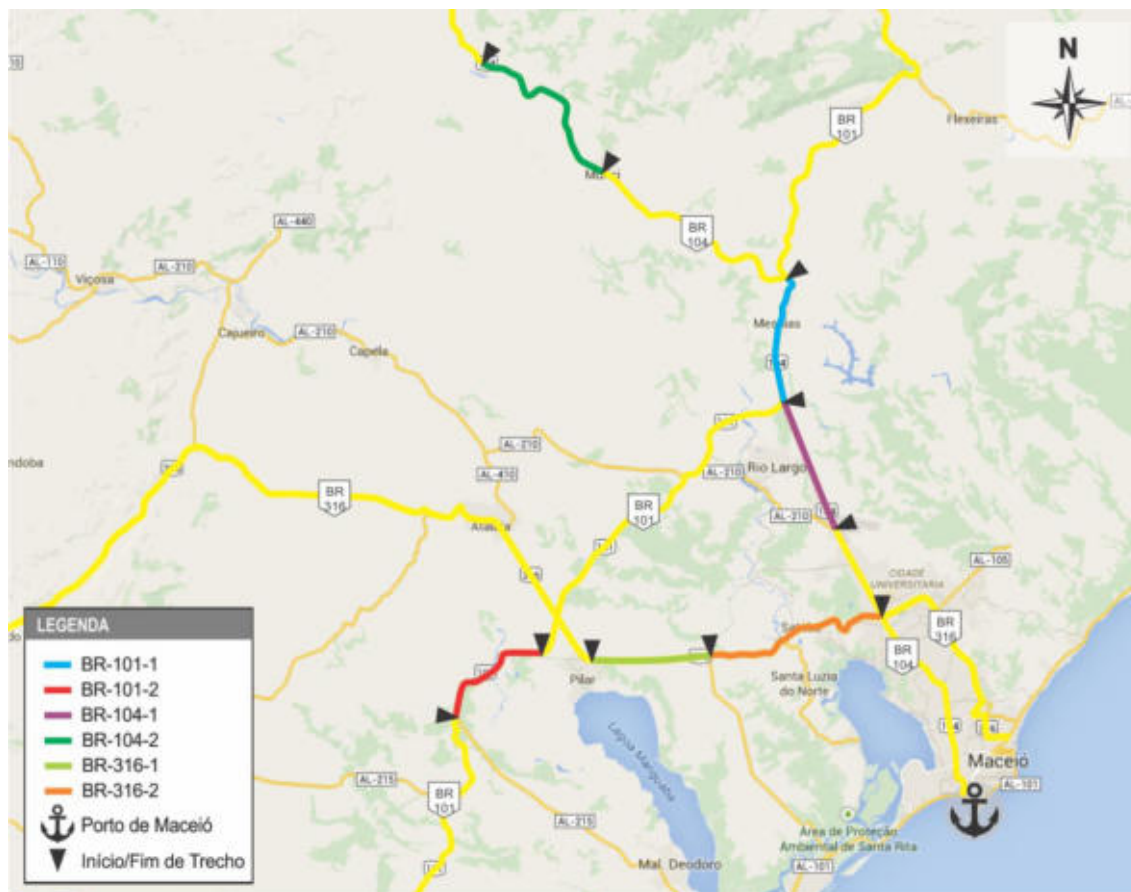 N
BR
101
Flexeiras
BR
104
AL-440
AL-110
AL-210
Viçosa
Cajueiro
AL-210
Capela
Messias
AL-210
AL-210
Rio Largo
AL-410
BR
316
BR
101
AL-210
CIDADE
UNIVERSITÁRIA
AL-105
BR
316
BR
104
Pilar
Santa Luzia
do Norte
Lagoa Manguaba
AL-215
BR
101
AL-215
Mal. Deodoro
Maceió
AL-101
Área de Proteção
Ambiental de Santa Rita
AL-101
LEGENDA
BR-101-1
BR-101-2
BR-104-1
BR-104-2
BR-316-1
BR-316-2
Porto de Maceió
Início/Fim de Trecho